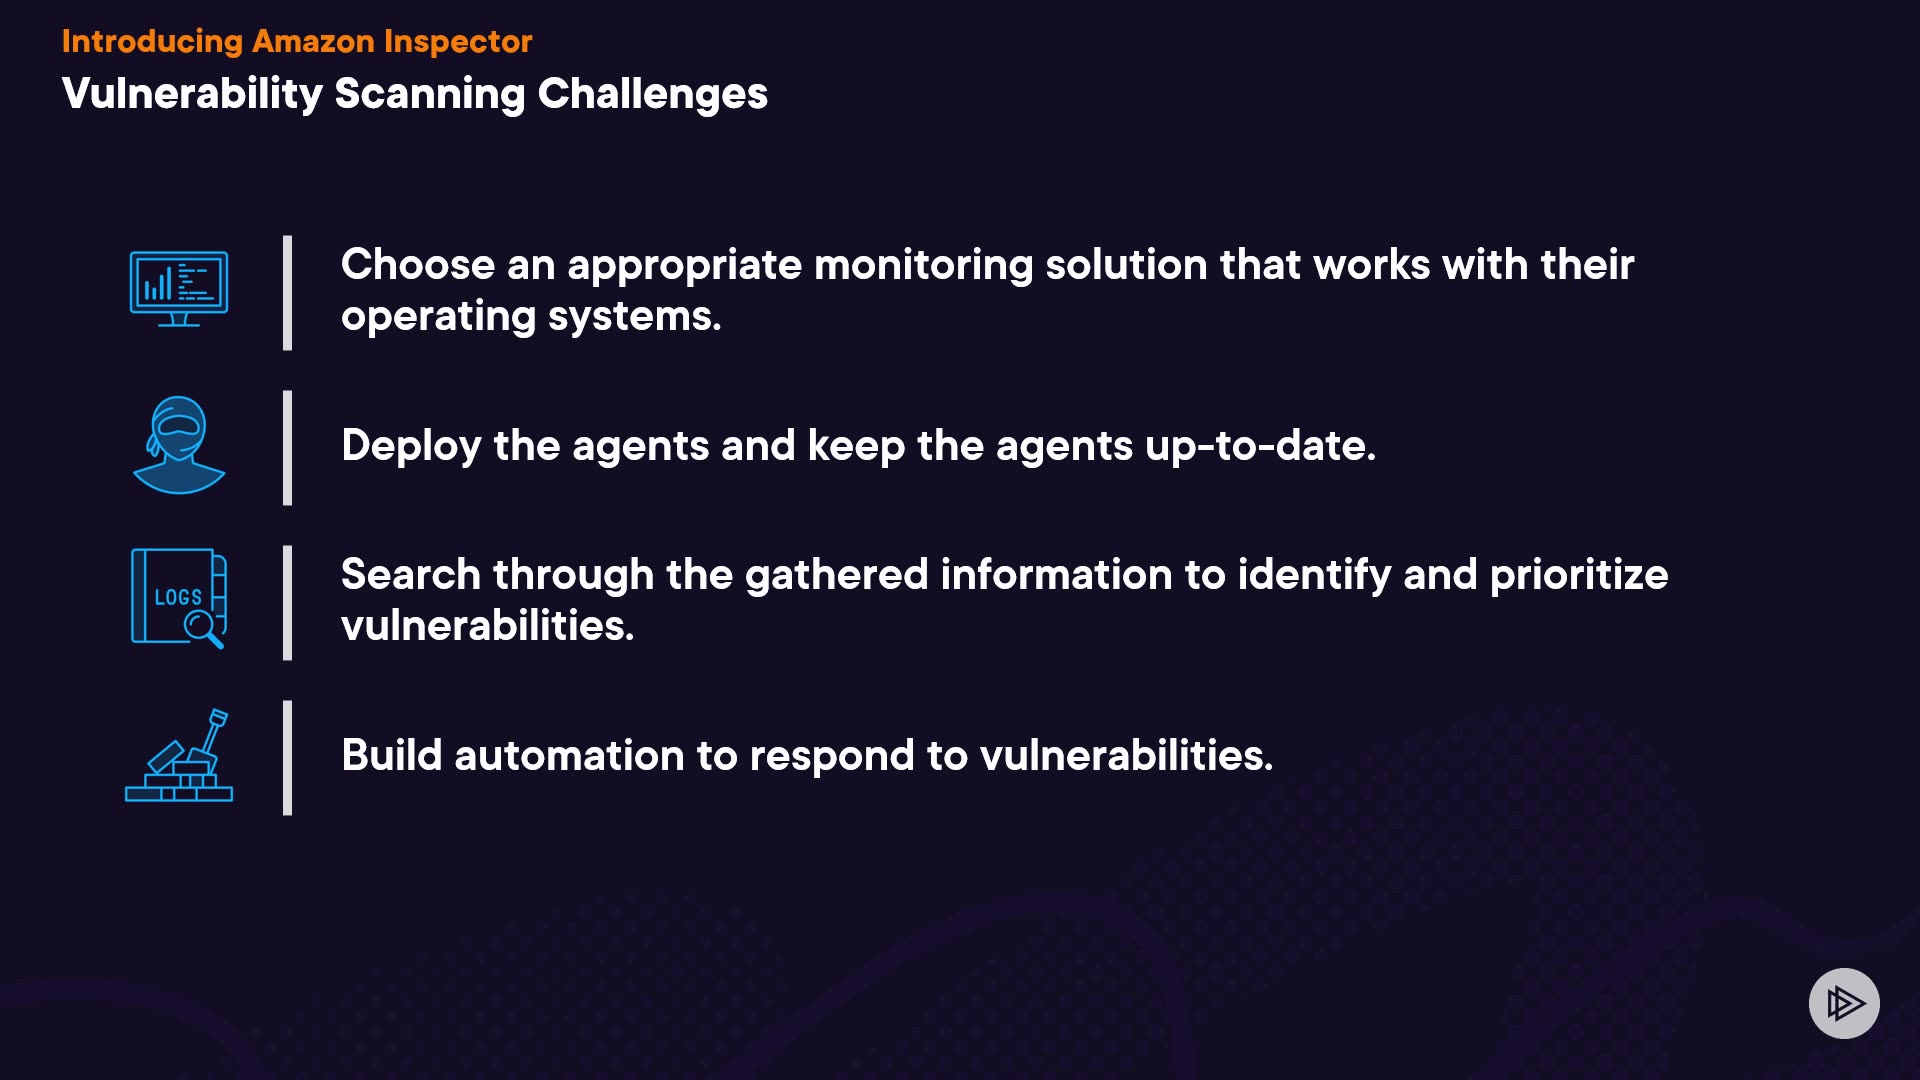 Introducing Amazon Inspector
Vulnerability Scanning Challenges
Choose an appropriate monitoring solution that works with their
operating systems.
Deploy the agents and keep the agents up-to-date.
LOGS
Search through the gathered information to identify and prioritize
vulnerabilities.
Build automation to respond to vulnerabilities.